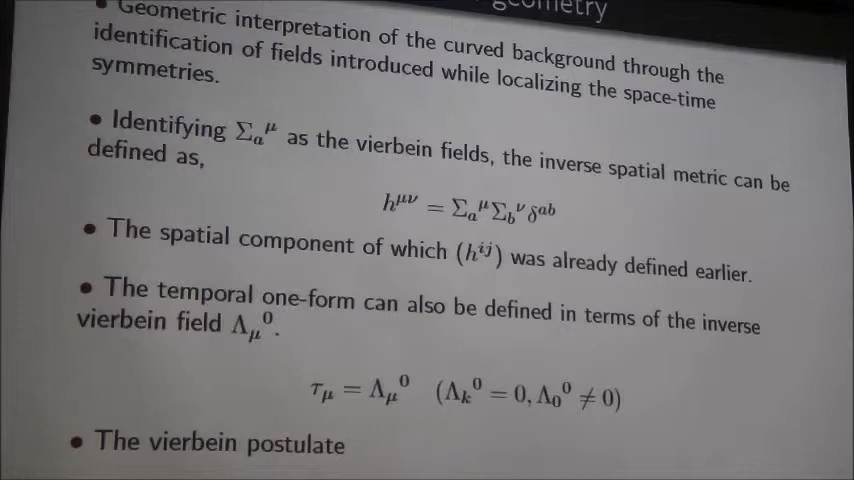 geometry
• Geometric interpretation of the curved background through the
identification of fields introduced while localizing the space-time
symmetries.
• Identifying Σₐ^μ as the vierbein fields, the inverse spatial metric can be
defined as,
h^{μν} = Σₐ^μ Σ_b^ν δ^{ab}
• The spatial component of which (h^{ij}) was already defined earlier.
• The temporal one-form can also be defined in terms of the inverse
vierbein field Λ_μ^0.
τ_μ = Λ_μ^0 (Λ_k^0 = 0, Λ_0^0 ≠ 0)
• The vierbein postulate